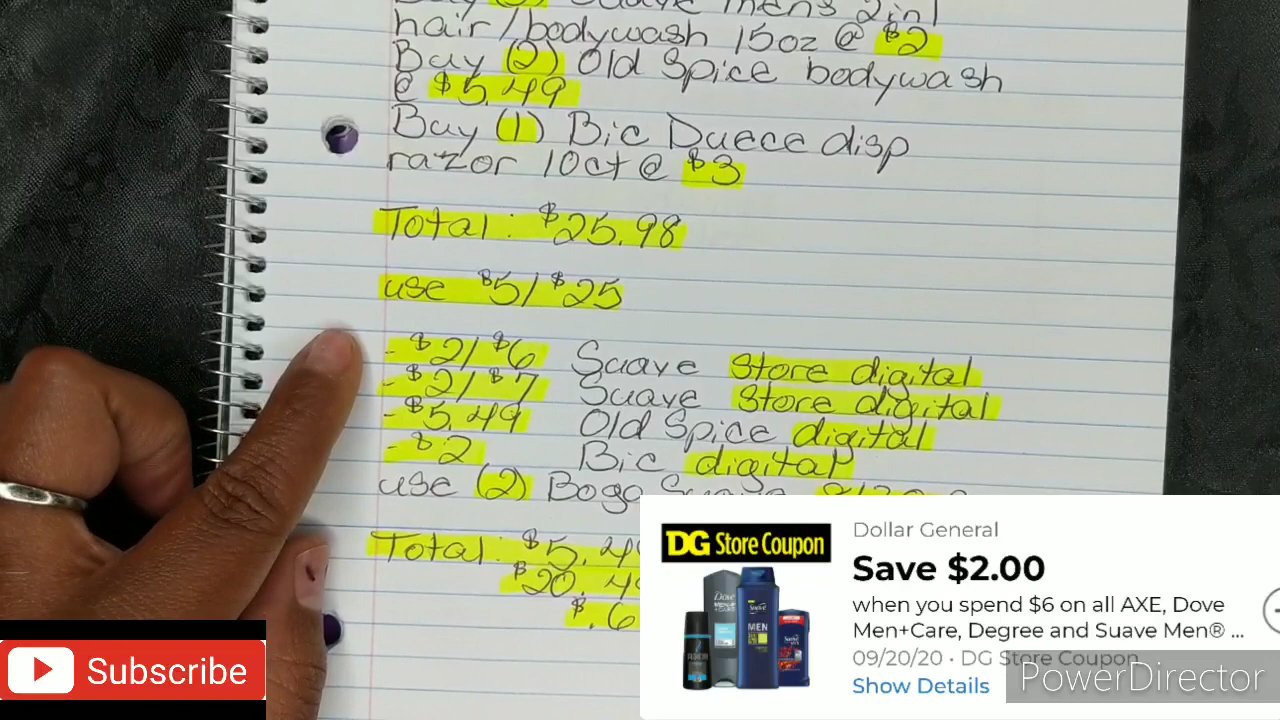 Suave mens 2in1
hair/bodywash 15oz @ $2
Buy (2) Old Spice bodywash
@ $5.49
Buy (1) Bic Duece disp
razor 10ct @ $3
Total: $25.98
use $5/$25
- $2/$6 Suave Store digital
- $2/$7 Suave Store digital
- $5.49 Old Spice digital
- $2 Bic digital
use (2) Bogo
Total:
DG Store Coupon
Dollar General
Save $2.00
when you spend $6 on all AXE, Dove
Men+Care, Degree and Suave Men® ...
09/20/20 · DG Store Coupon
Show Details
Subscribe
PowerDirector